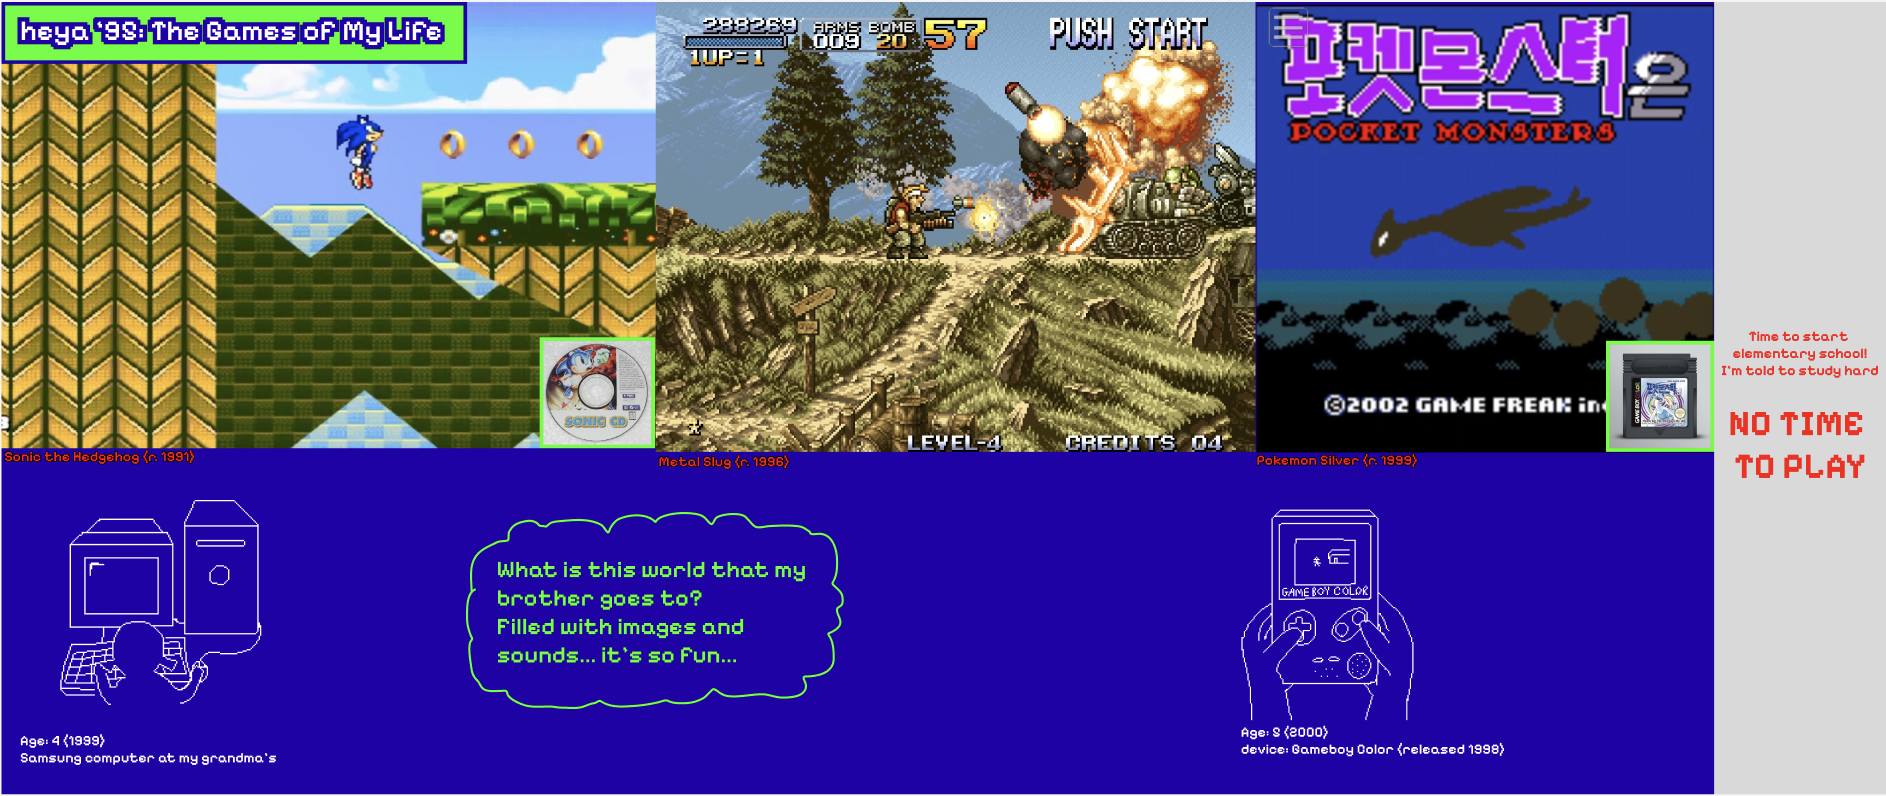 heya '98: The Games of My Life
288269
1UP=1
ARMS BOMB
009 20
57
PUSH START
LEVEL-4
CREDITS 04
포켓몬스터은
POCKET MONSTERS
©2002 GAME FREAK inc
SONIC CD
Sonic the Hedgehog (r. 1991)
Metal Slug (r. 1996)
Pokemon Silver (r. 1999)
Time to start
elementary school!
I'm told to study hard
NO TIME
TO PLAY
What is this world that my
brother goes to?
Filled with images and
sounds... it's so fun...
GAME BOY COLOR
Age: 4 (1999)
Samsung computer at my grandma's
Age: 5 (2000)
device: Gameboy Color (released 1998)